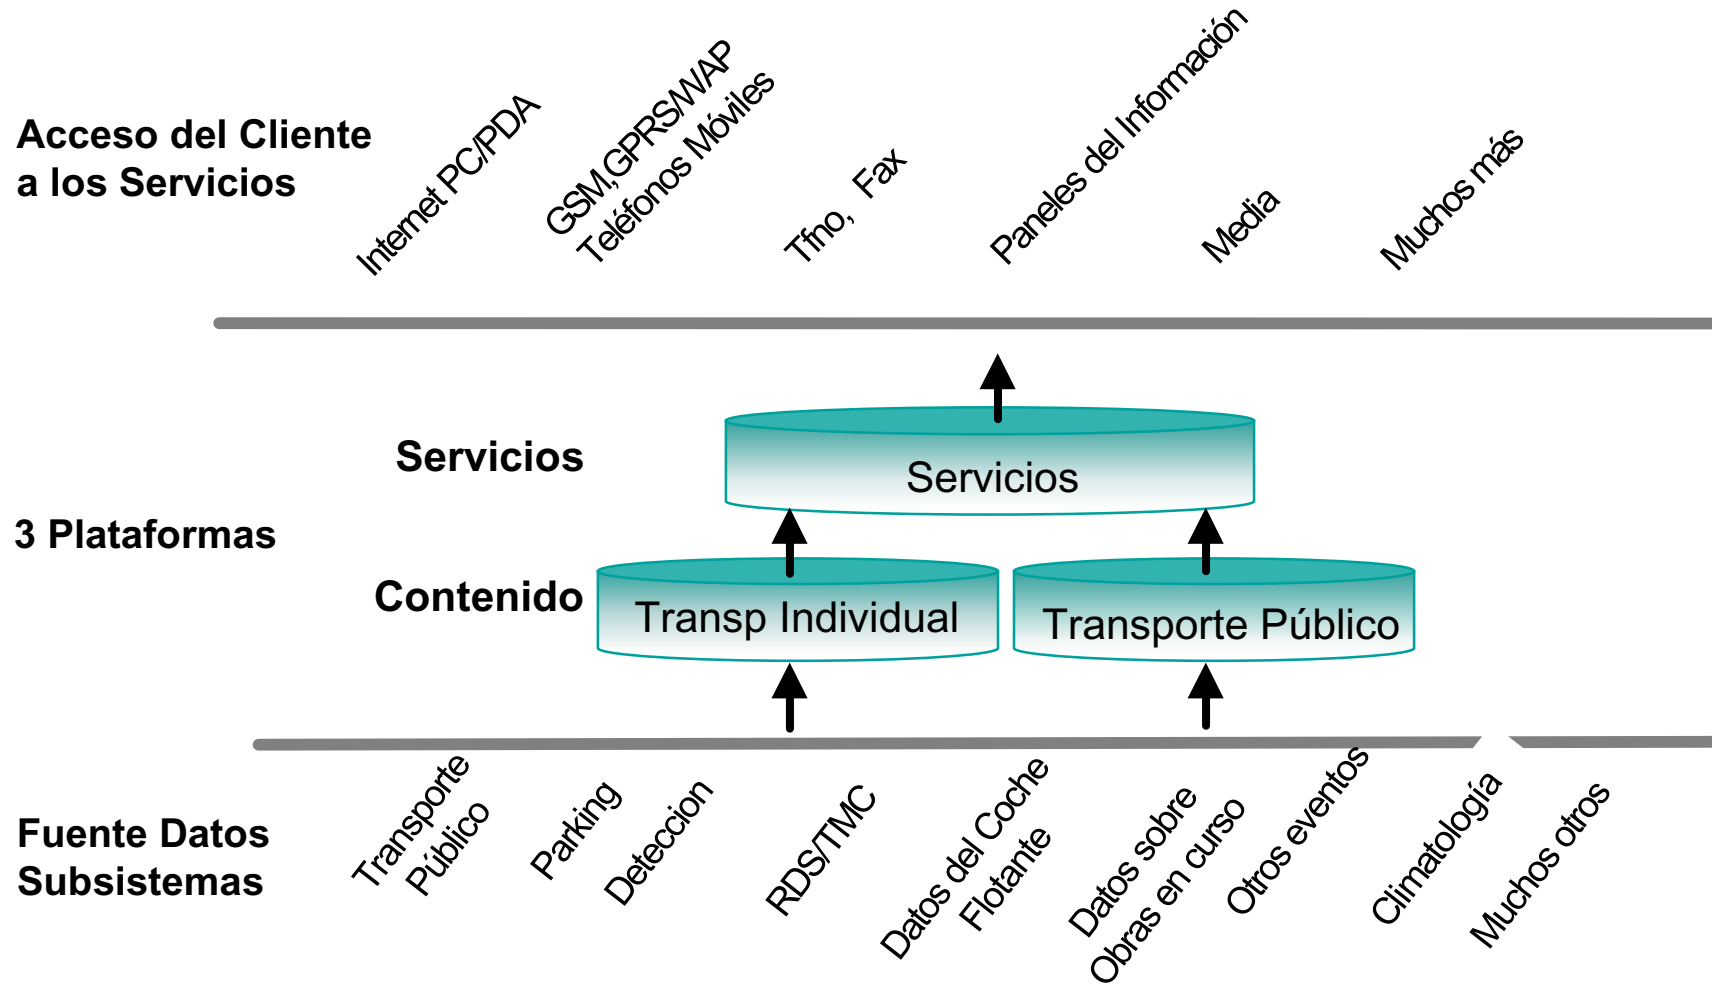 Acceso del Cliente
a los Servicios
Internet PC/PDA
GSM,GPRS/WAP
Teléfonos Móviles
Tfno, Fax
Paneles del Información
Media
Muchos más
Servicios
Servicios
3 Plataformas
Contenido
Transp Individual
Transporte Público
Fuente Datos
Subsistemas
Transporte
Público
Parking
Deteccion
RDS/TMC
Datos del Coche
Flotante
Datos sobre
Obras en curso
Otros eventos
Climatología
Muchos otros